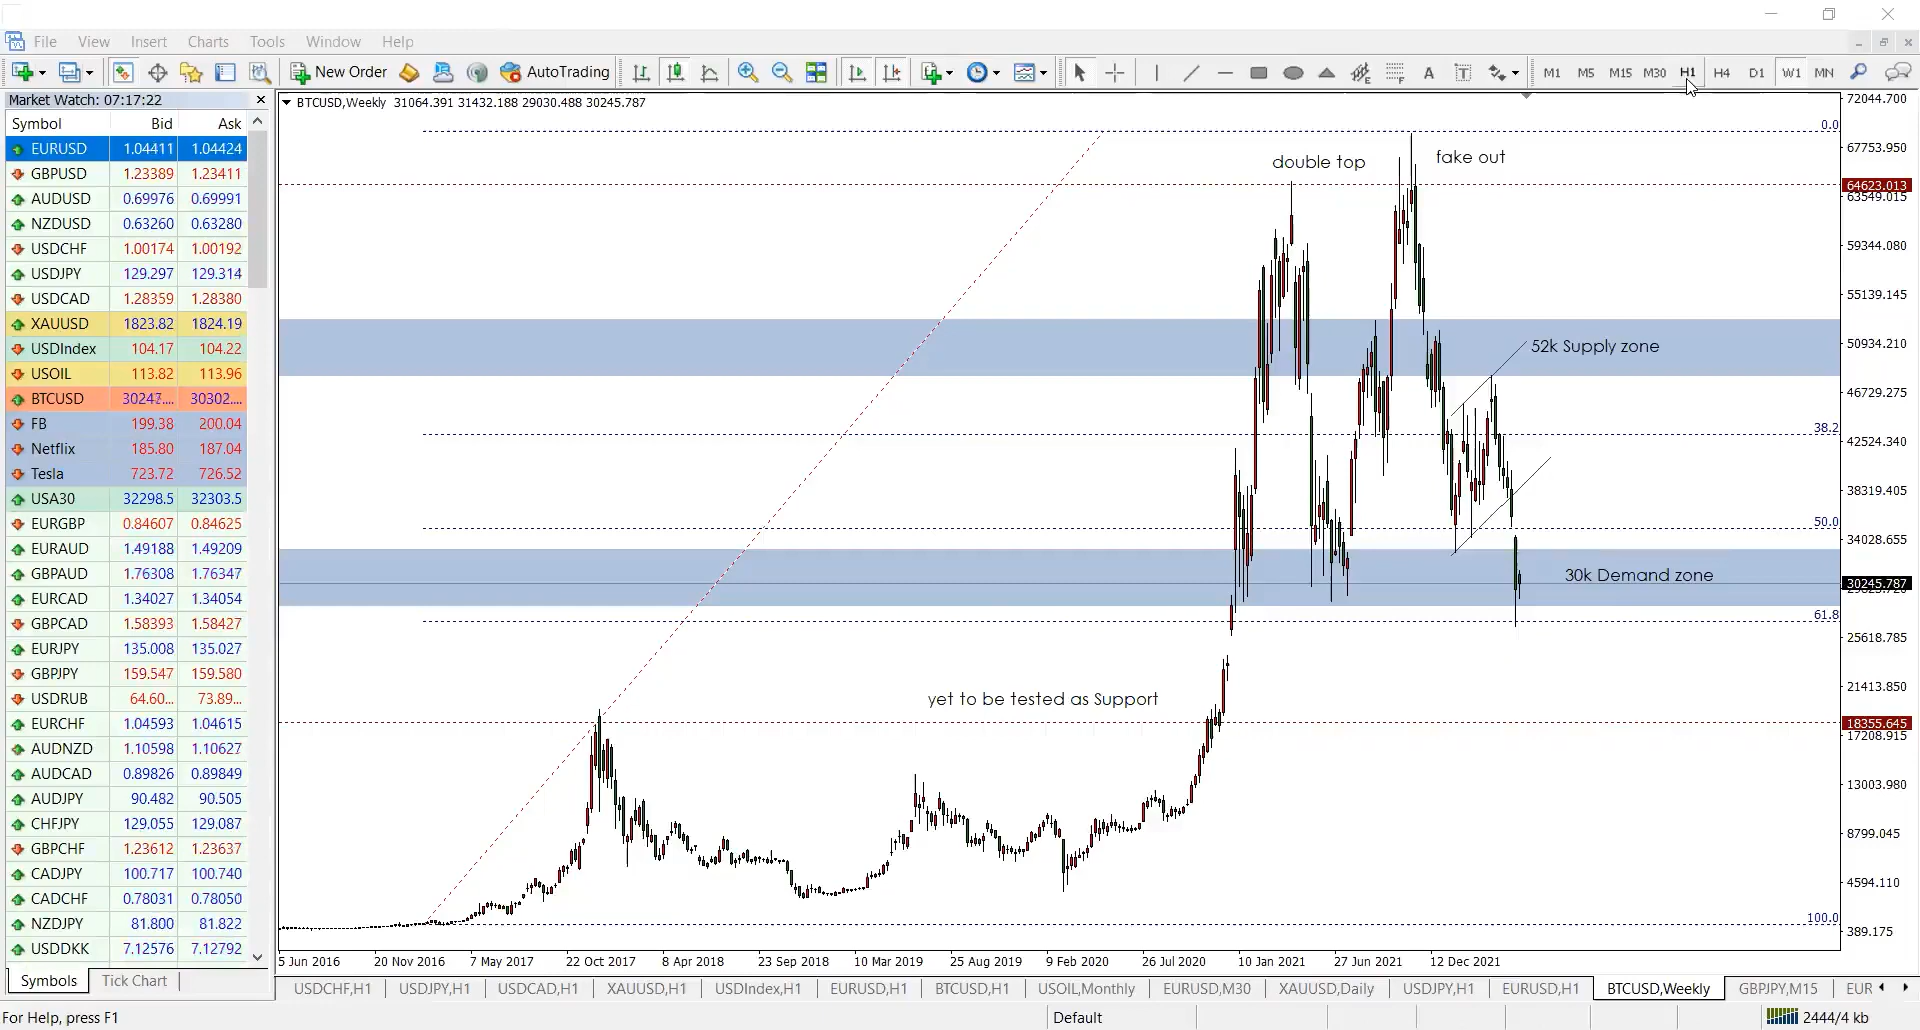 File View Insert Charts Tools Window Help
New Order AutoTrading A T M1 M5 M15 M30 H1 H4 D1 W1 MN
Market Watch: 07:17:22
Symbol Bid Ask
EURUSD 1.04411 1.04424
GBPUSD 1.23389 1.23411
AUDUSD 0.69976 0.69991
NZDUSD 0.63260 0.63280
USDCHF 1.00174 1.00192
USDJPY 129.297 129.314
USDCAD 1.28359 1.28380
XAUUSD 1823.82 1824.19
USDIndex 104.17 104.22
USOIL 113.82 113.96
BTCUSD 30247.... 30302....
FB 199.38 200.04
Netflix 185.80 187.04
Tesla 723.72 726.52
USA30 32298.5 32303.5
EURGBP 0.84607 0.84625
EURAUD 1.49188 1.49209
GBPAUD 1.76308 1.76347
EURCAD 1.34027 1.34054
GBPCAD 1.58393 1.58427
EURJPY 135.008 135.027
GBPJPY 159.547 159.580
USDRUB 64.60... 73.89...
EURCHF 1.04593 1.04615
AUDNZD 1.10598 1.10627
AUDCAD 0.89826 0.89849
AUDJPY 90.482 90.505
CHFJPY 129.055 129.087
GBPCHF 1.23612 1.23637
CADJPY 100.717 100.740
CADCHF 0.78031 0.78050
NZDJPY 81.800 81.822
USDDKK 7.12576 7.12792
Symbols Tick Chart
BTCUSD,Weekly 31064.391 31432.188 29030.488 30245.787
double top
fake out
52k Supply zone
30k Demand zone
yet to be tested as Support
0.0
38.2
50.0
61.8
100.0
72044.700
67753.950
64623.013
63549.015
59344.080
55139.145
50934.210
46729.275
42524.340
38319.405
34028.655
30245.787
25618.785
21413.850
18355.645
17208.915
13003.980
8799.045
4594.110
389.175
5 Jun 2016 20 Nov 2016 7 May 2017 22 Oct 2017 8 Apr 2018 23 Sep 2018 10 Mar 2019 25 Aug 2019 9 Feb 2020 26 Jul 2020 10 Jan 2021 27 Jun 2021 12 Dec 2021
USDCHF,H1 USDJPY,H1 USDCAD,H1 XAUUSD,H1 USDIndex,H1 EURUSD,H1 BTCUSD,H1 USOIL,Monthly EURUSD,M30 XAUUSD,Daily USDJPY,H1 EURUSD,H1 BTCUSD,Weekly GBPJPY,M15 EUR
For Help, press F1 Default 2444/4 kb